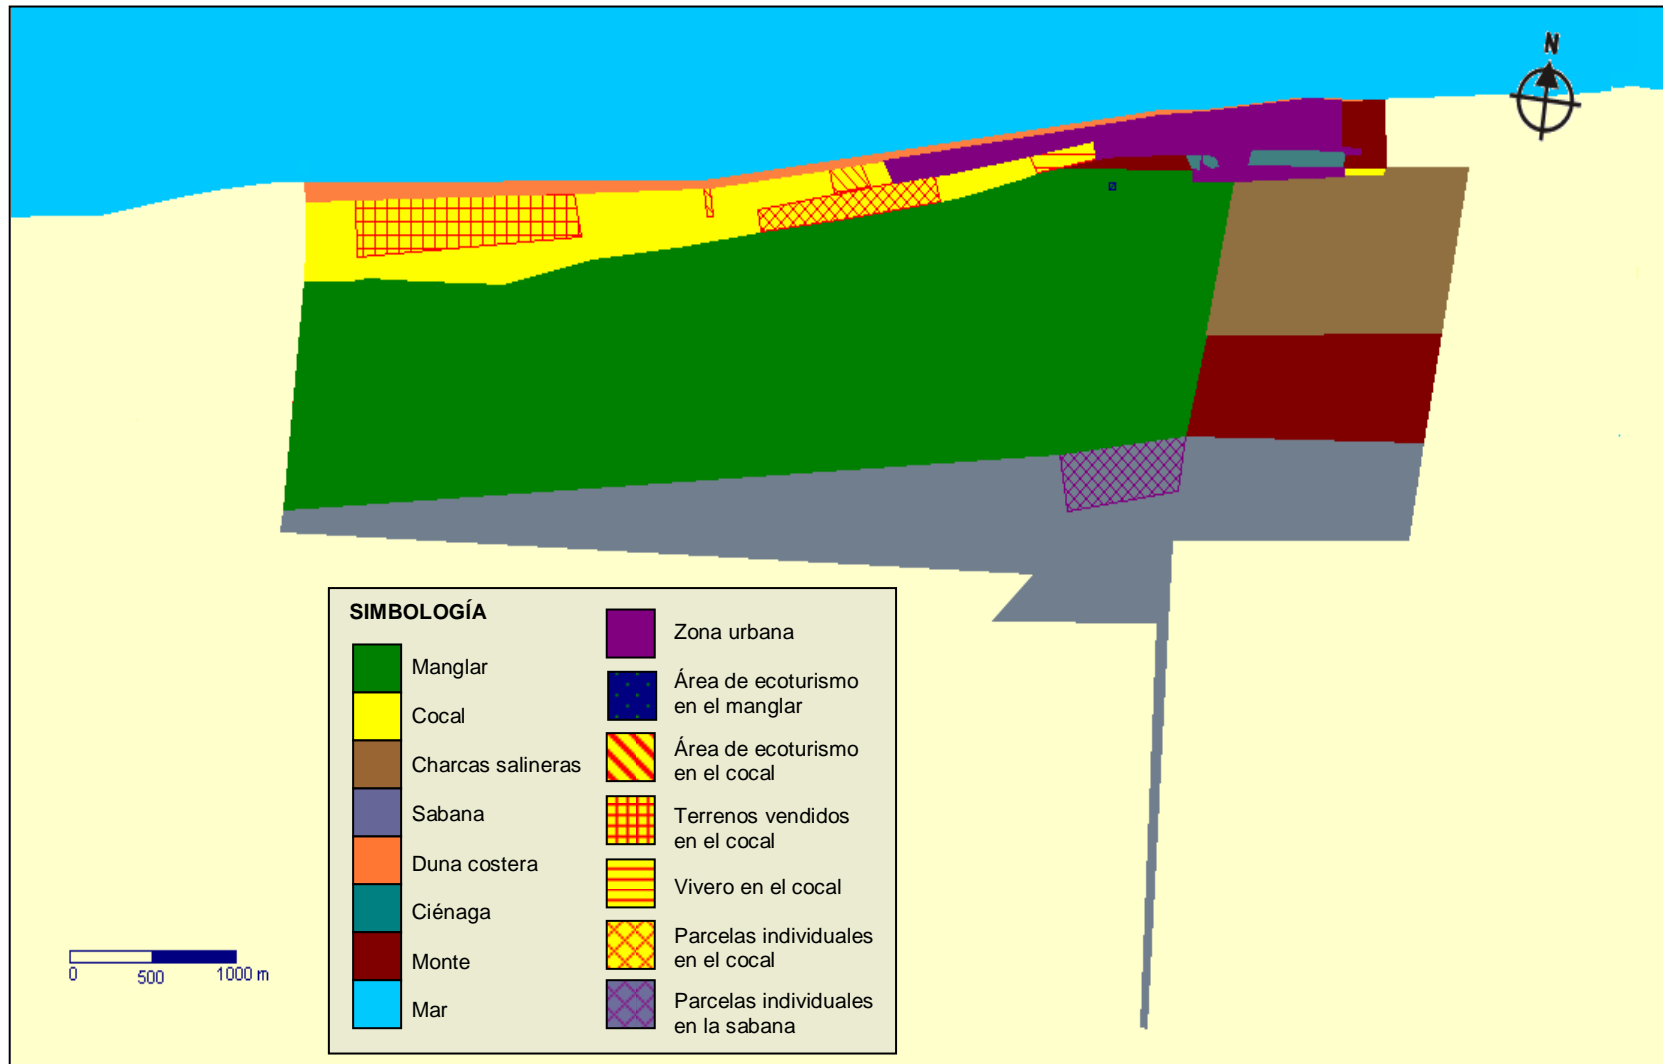 N
SIMBOLOGÍA
Manglar
Cocal
Charcas salineras
Sabana
Duna costera
Ciénaga
Monte
Mar
Zona urbana
Área de ecoturismo
en el manglar
Área de ecoturismo
en el cocal
Terrenos vendidos
en el cocal
Vivero en el cocal
Parcelas individuales
en el cocal
Parcelas individuales
en la sabana
0 500 1000 m